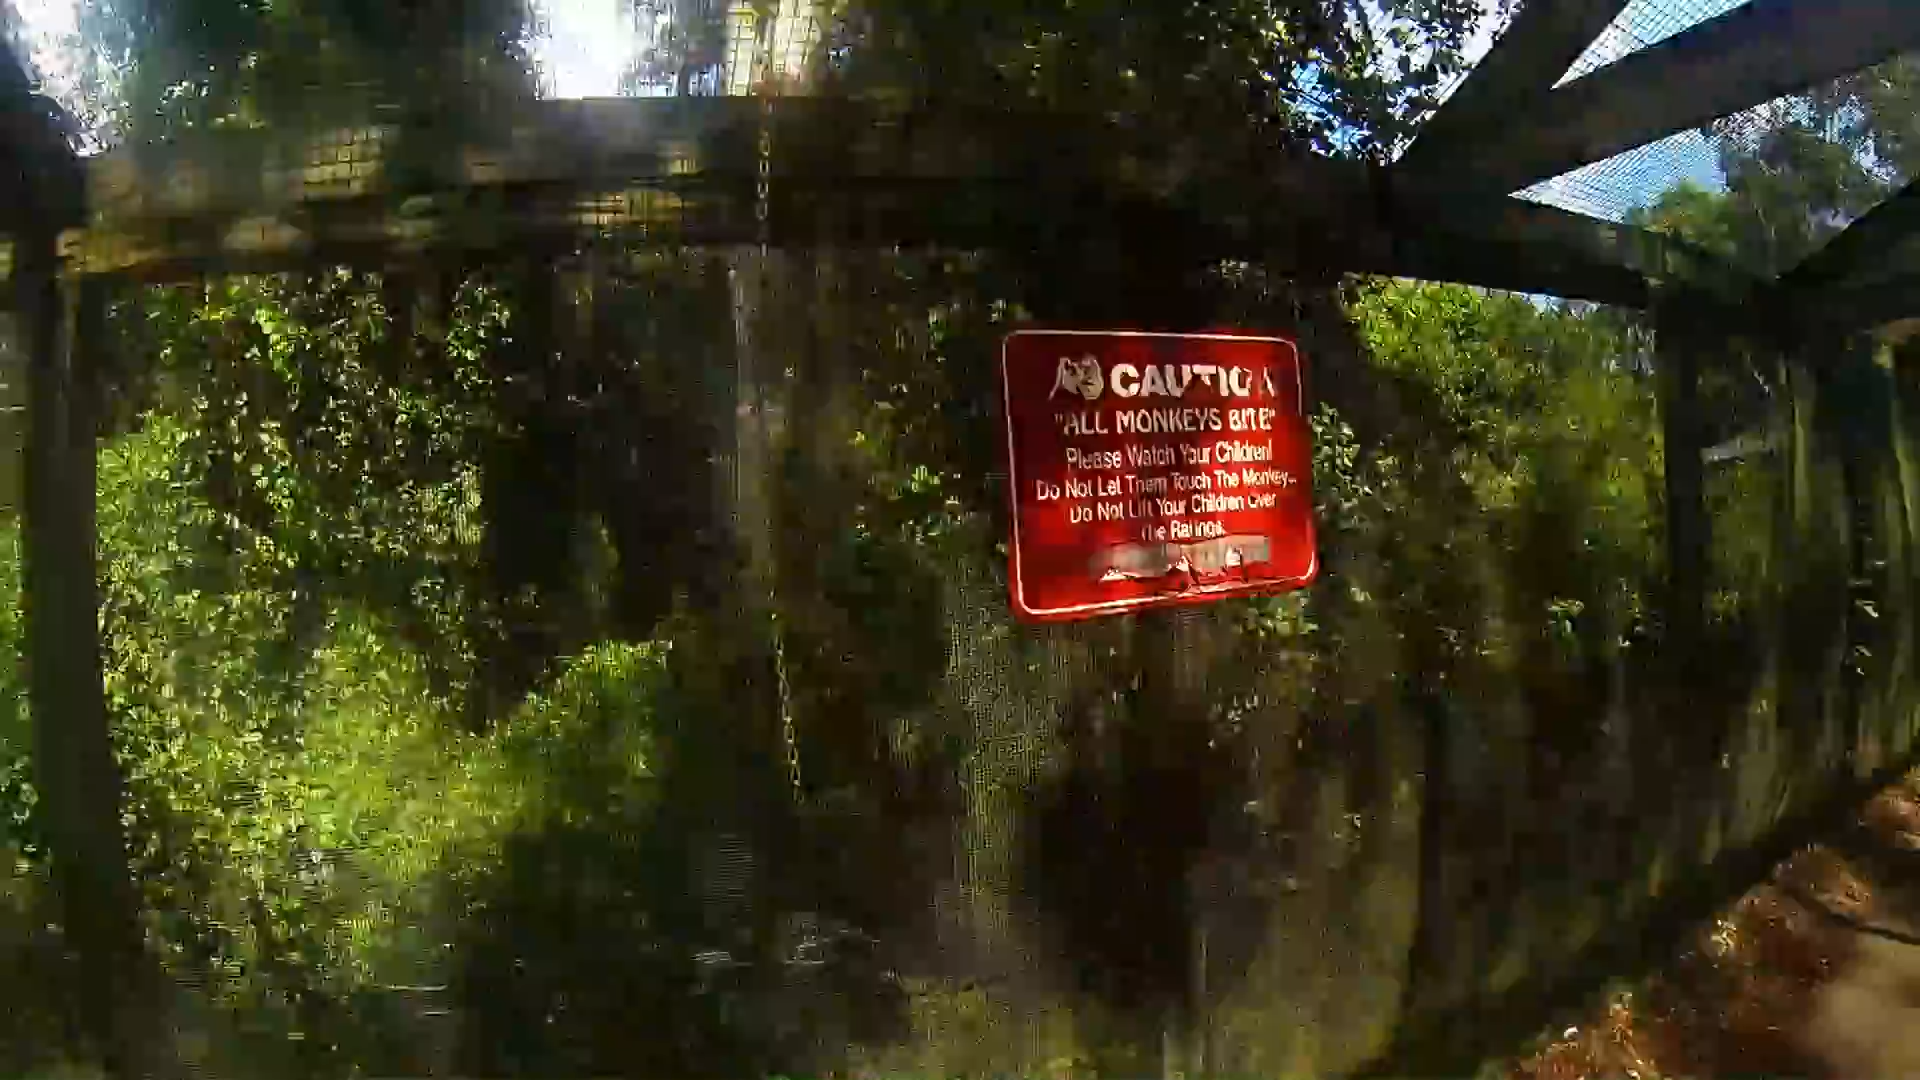 CAUTION
"ALL MONKEYS BITE"
Please Watch Your Children!
Do Not Let Them Touch The Monkey
Do Not Lift Your Children Over
The Railings.